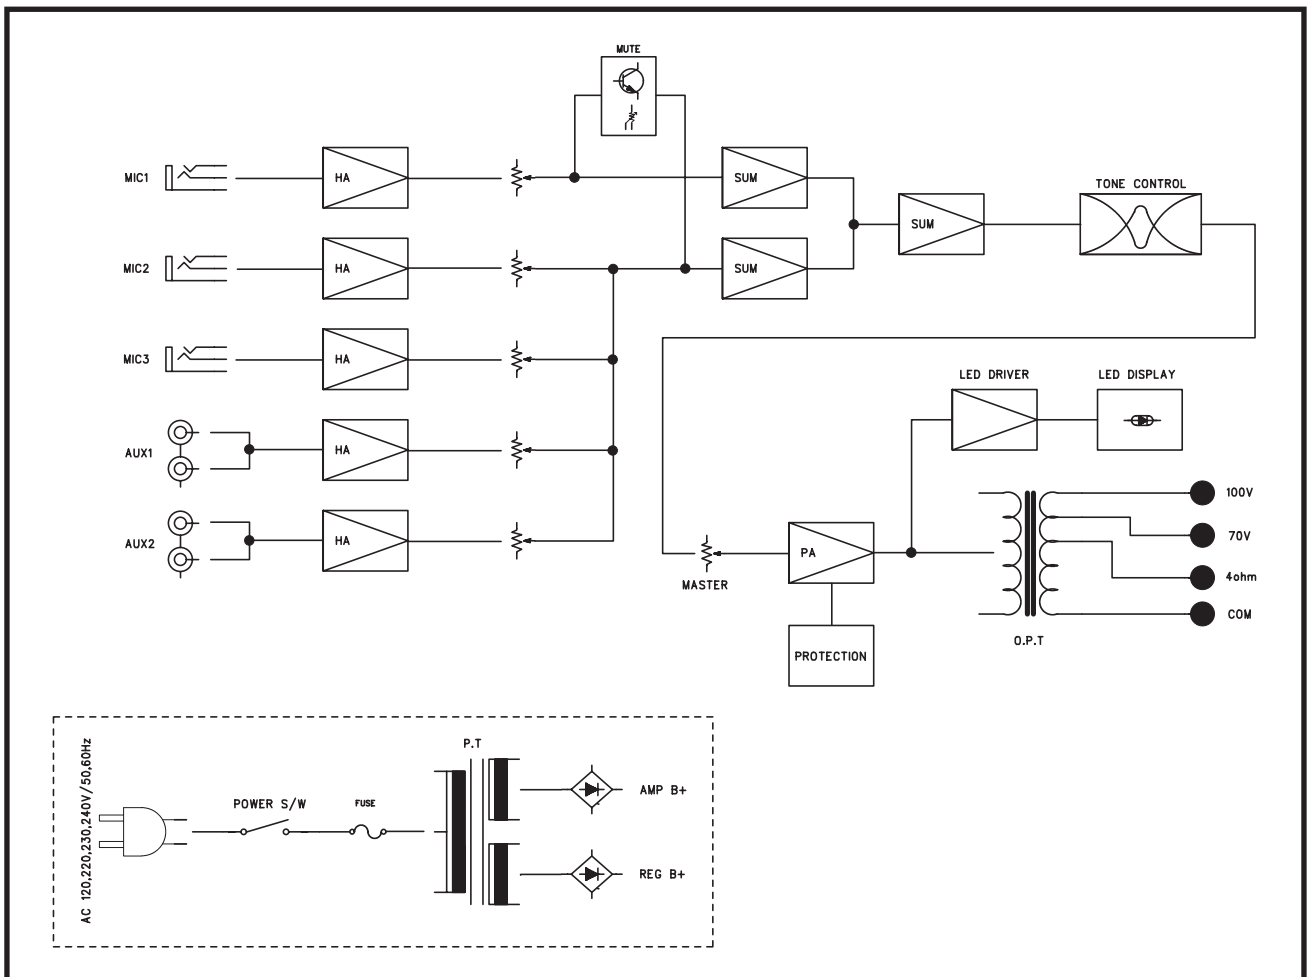 MUTE
MIC1
HA
SUM
TONE CONTROL
SUM
MIC2
HA
SUM
MIC3
HA
LED DRIVER
LED DISPLAY
AUX1
HA
100V
AUX2
HA
70V
PA
4ohm
MASTER
COM
O.P.T
PROTECTION
AC 120,220,230,240V/50,60Hz
P.T
POWER S/W
FUSE
AMP B+
REG B+